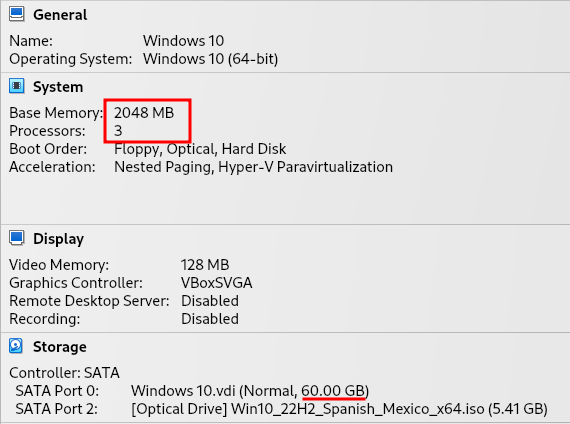 General
Name: Windows 10
Operating System: Windows 10 (64-bit)
System
Base Memory: 2048 MB
Processors: 3
Boot Order: Floppy, Optical, Hard Disk
Acceleration: Nested Paging, Hyper-V Paravirtualization
Display
Video Memory: 128 MB
Graphics Controller: VBoxSVGA
Remote Desktop Server: Disabled
Recording: Disabled
Storage
Controller: SATA
SATA Port 0: Windows 10.vdi (Normal, 60.00 GB)
SATA Port 2: [Optical Drive] Win10_22H2_Spanish_Mexico_x64.iso (5.41 GB)